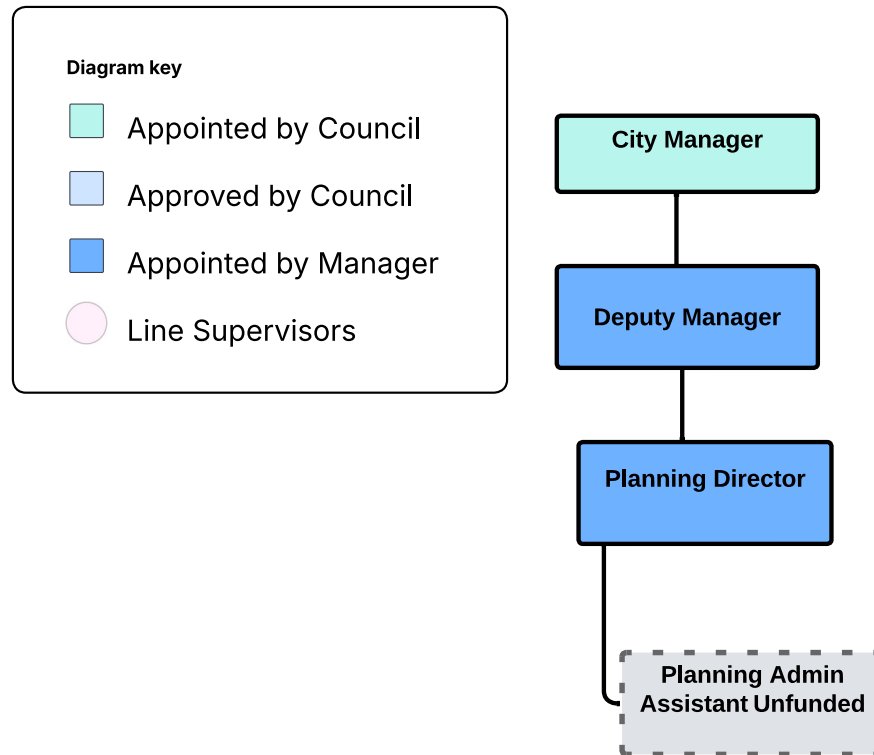 Diagram key
Appointed by Council
Approved by Council
Appointed by Manager
Line Supervisors
City Manager
Deputy Manager
Planning Director
Planning Admin
Assistant Unfunded